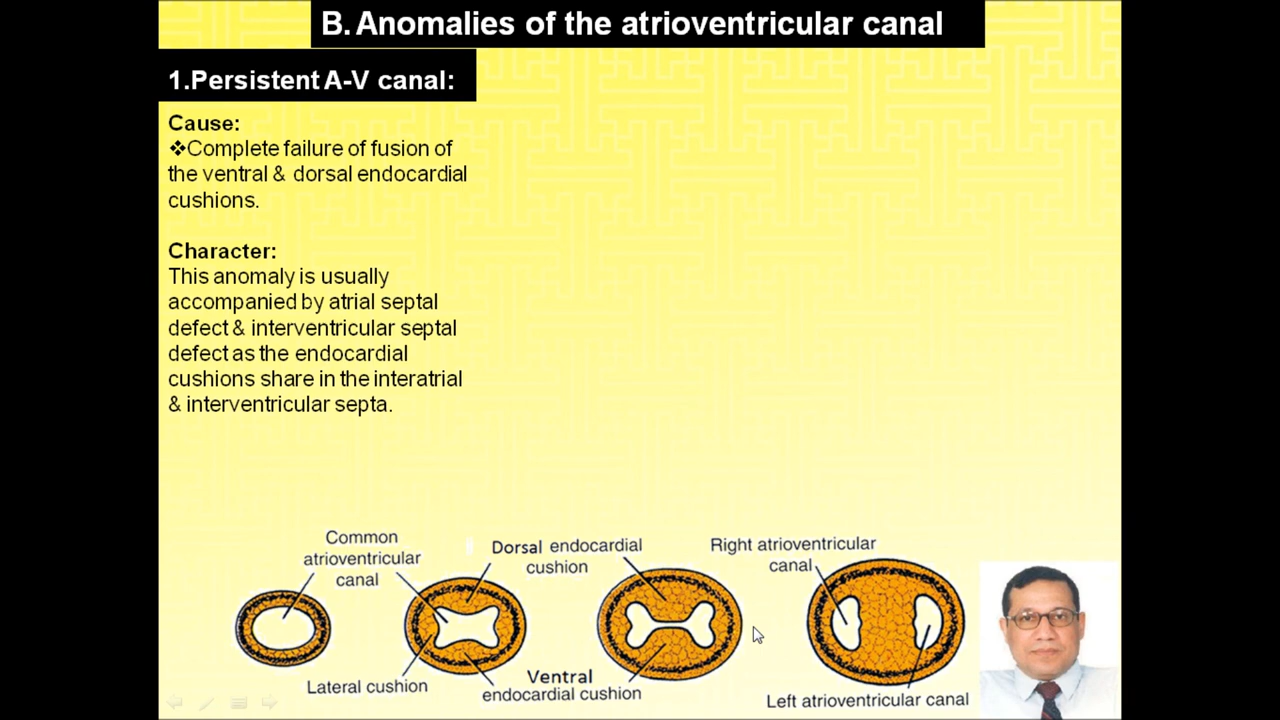 B. Anomalies of the atrioventricular canal
1.Persistent A-V canal:
Cause:
❖Complete failure of fusion of
the ventral & dorsal endocardial
cushions.
Character:
This anomaly is usually
accompanied by atrial septal
defect & interventricular septal
defect as the endocardial
cushions share in the interatrial
& interventricular septa.
Common
atrioventricular
canal
Dorsal endocardial
cushion
Right atrioventricular
canal
Lateral cushion
Ventral
endocardial cushion
Left atrioventricular canal